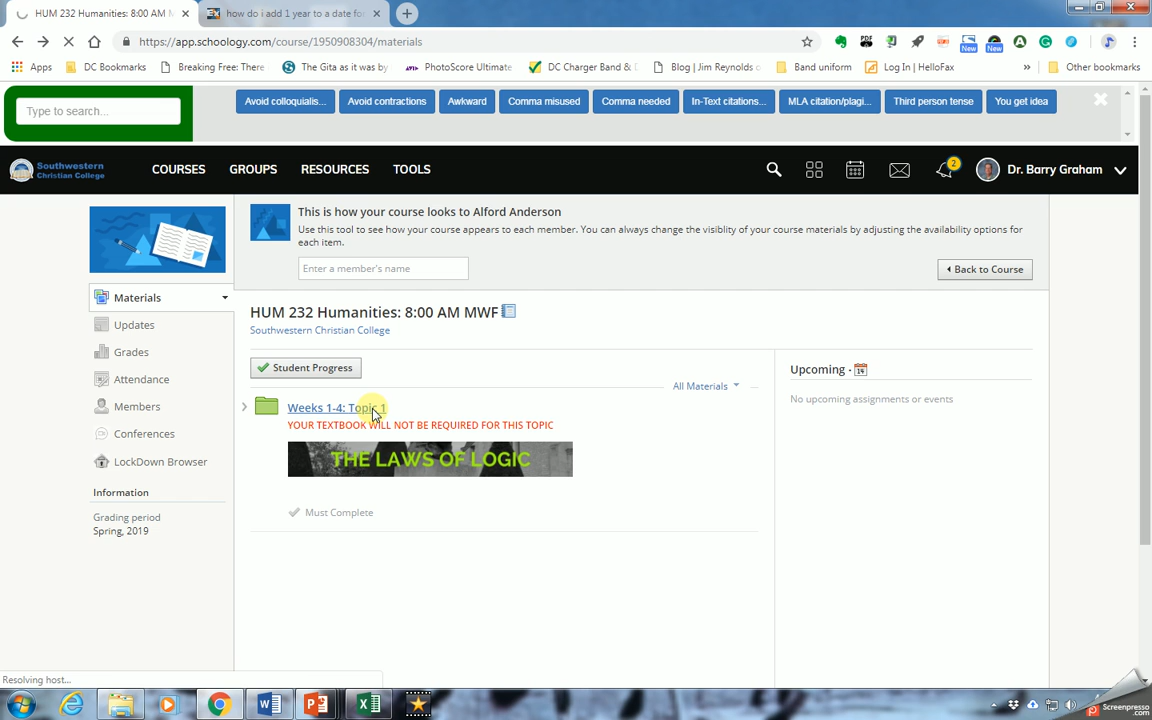 HUM 232 Humanities: 8:00 AM M
how do i add 1 year to a date fo
https://app.schoology.com/course/1950908304/materials
New
New
Apps
DC Bookmarks
Breaking Free: There
The Gita as it was by
PhotoScore Ultimate
DC Charger Band &
Blog | Jim Reynolds
Band uniform
Log In | HelloFax
»
Other bookmarks
Type to search...
Avoid colloquialis...
Avoid contractions
Awkward
Comma misused
Comma needed
In-Text citations...
MLA citation/plagi...
Third person tense
You get idea
Southwestern
Christian College
COURSES
GROUPS
RESOURCES
TOOLS
2
Dr. Barry Graham
This is how your course looks to Alford Anderson
Use this tool to see how your course appears to each member. You can always change the visiblity of your course materials by adjusting the availability options for
each item.
Enter a member's name
Back to Course
Materials
Updates
Grades
Attendance
Members
Conferences
LockDown Browser
Information
Grading period
Spring, 2019
HUM 232 Humanities: 8:00 AM MWF
Southwestern Christian College
Student Progress
All Materials
Weeks 1-4: Topic 1
YOUR TEXTBOOK WILL NOT BE REQUIRED FOR THIS TOPIC
THE LAWS OF LOGIC
Must Complete
Upcoming ·
No upcoming assignments or events
Resolving host...
Screenpresso
.com